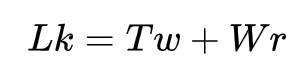 Lk = Tw + Wr